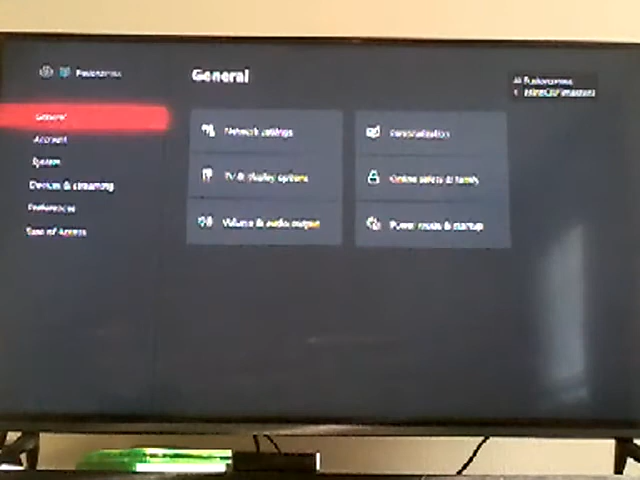 General
General
Account
System
Devices & streaming
Preferences
Ease of Access
Network settings
TV & display options
Volume & audio output
Personalization
Online safety & family
Power mode & startup